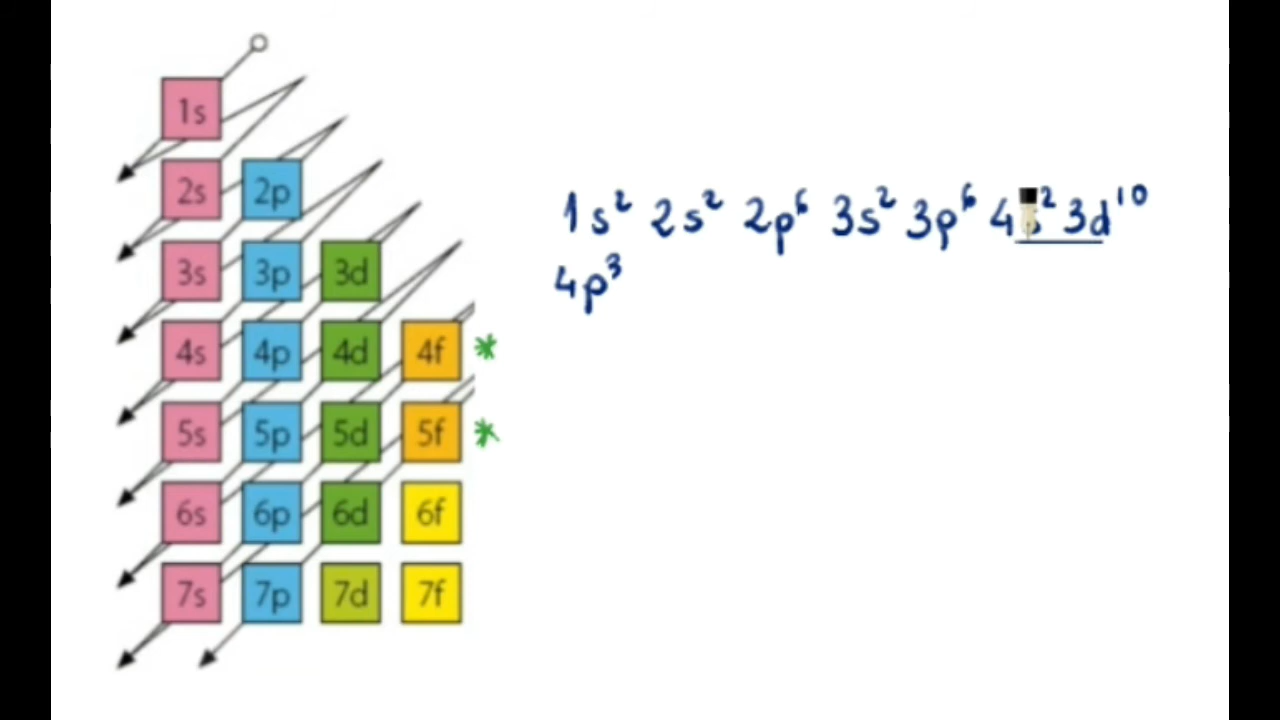 1s
2s 2p
3s 3p 3d
4s 4p 4d 4f *
5s 5p 5d 5f *
6s 6p 6d 6f
7s 7p 7d 7f
1s² 2s² 2p⁶ 3s² 3p⁶ 4s² 3d¹⁰
4p³